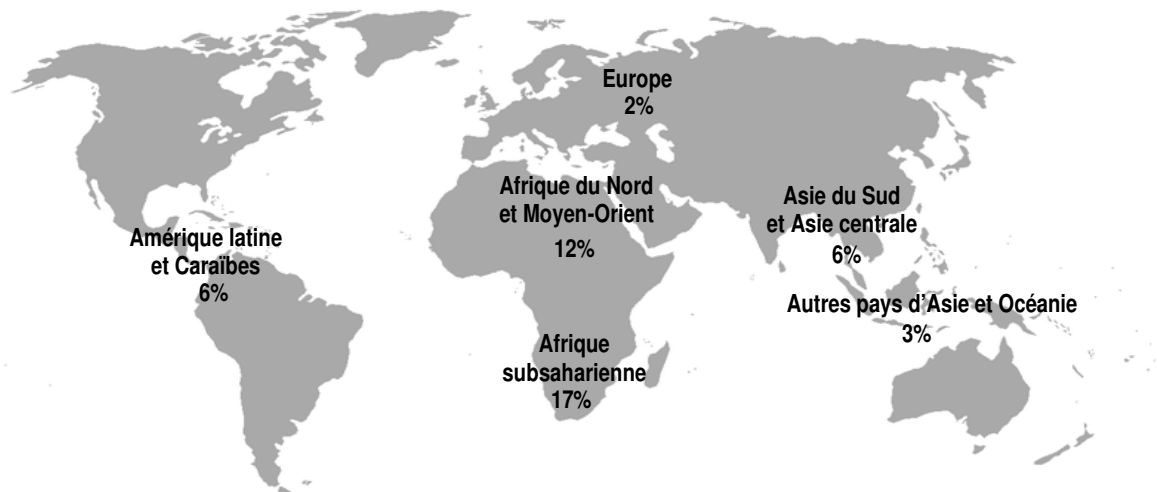 Europe
2%
Afrique du Nord
et Moyen-Orient
12%
Asie du Sud
et Asie centrale
6%
Amérique latine
et Caraïbes
6%
Autres pays d'Asie et Océanie
3%
Afrique
subsaharienne
17%